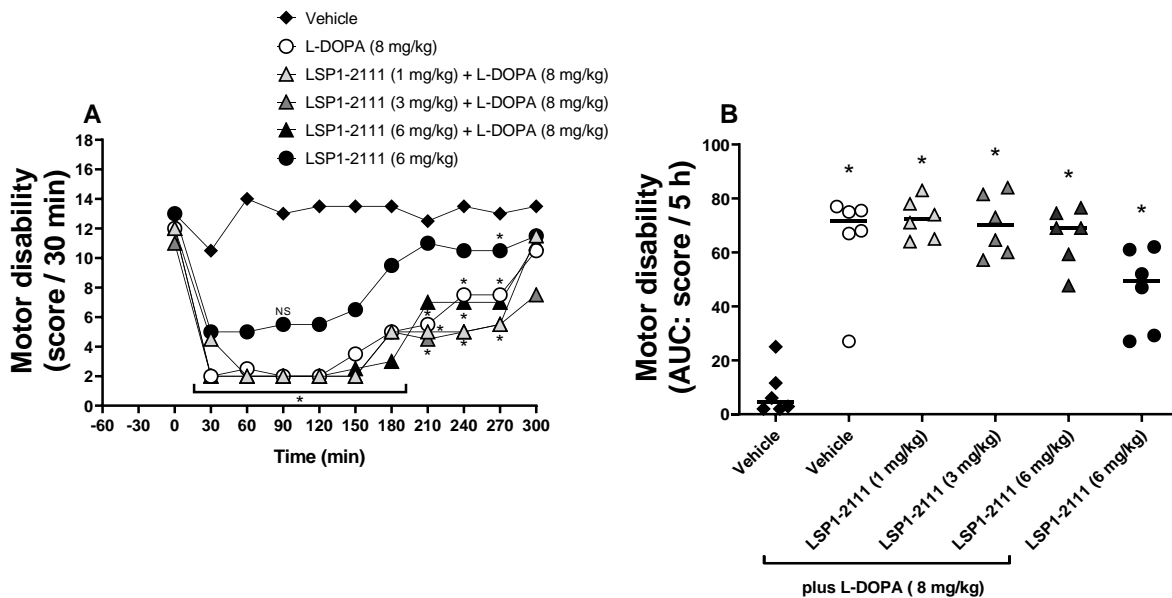 Vehicle
L-DOPA (8 mg/kg)
LSP1-2111 (1 mg/kg) + L-DOPA (8 mg/kg)
LSP1-2111 (3 mg/kg) + L-DOPA (8 mg/kg)
LSP1-2111 (6 mg/kg) + L-DOPA (8 mg/kg)
LSP1-2111 (6 mg/kg)
A
Motor disability
(score / 30 min)
18
16
14
12
10
8
6
4
2
0
NS
*
*
*
*
*
*
*
*
*
*
-60 -30 0 30 60 90 120 150 180 210 240 270 300
Time (min)
B
Motor disability
(AUC: score / 5 h)
100
80
60
40
20
0
* * * * *
Vehicle
Vehicle
LSP1-2111 (1 mg/kg)
LSP1-2111 (3 mg/kg)
LSP1-2111 (6 mg/kg)
LSP1-2111 (6 mg/kg)
plus L-DOPA ( 8 mg/kg)